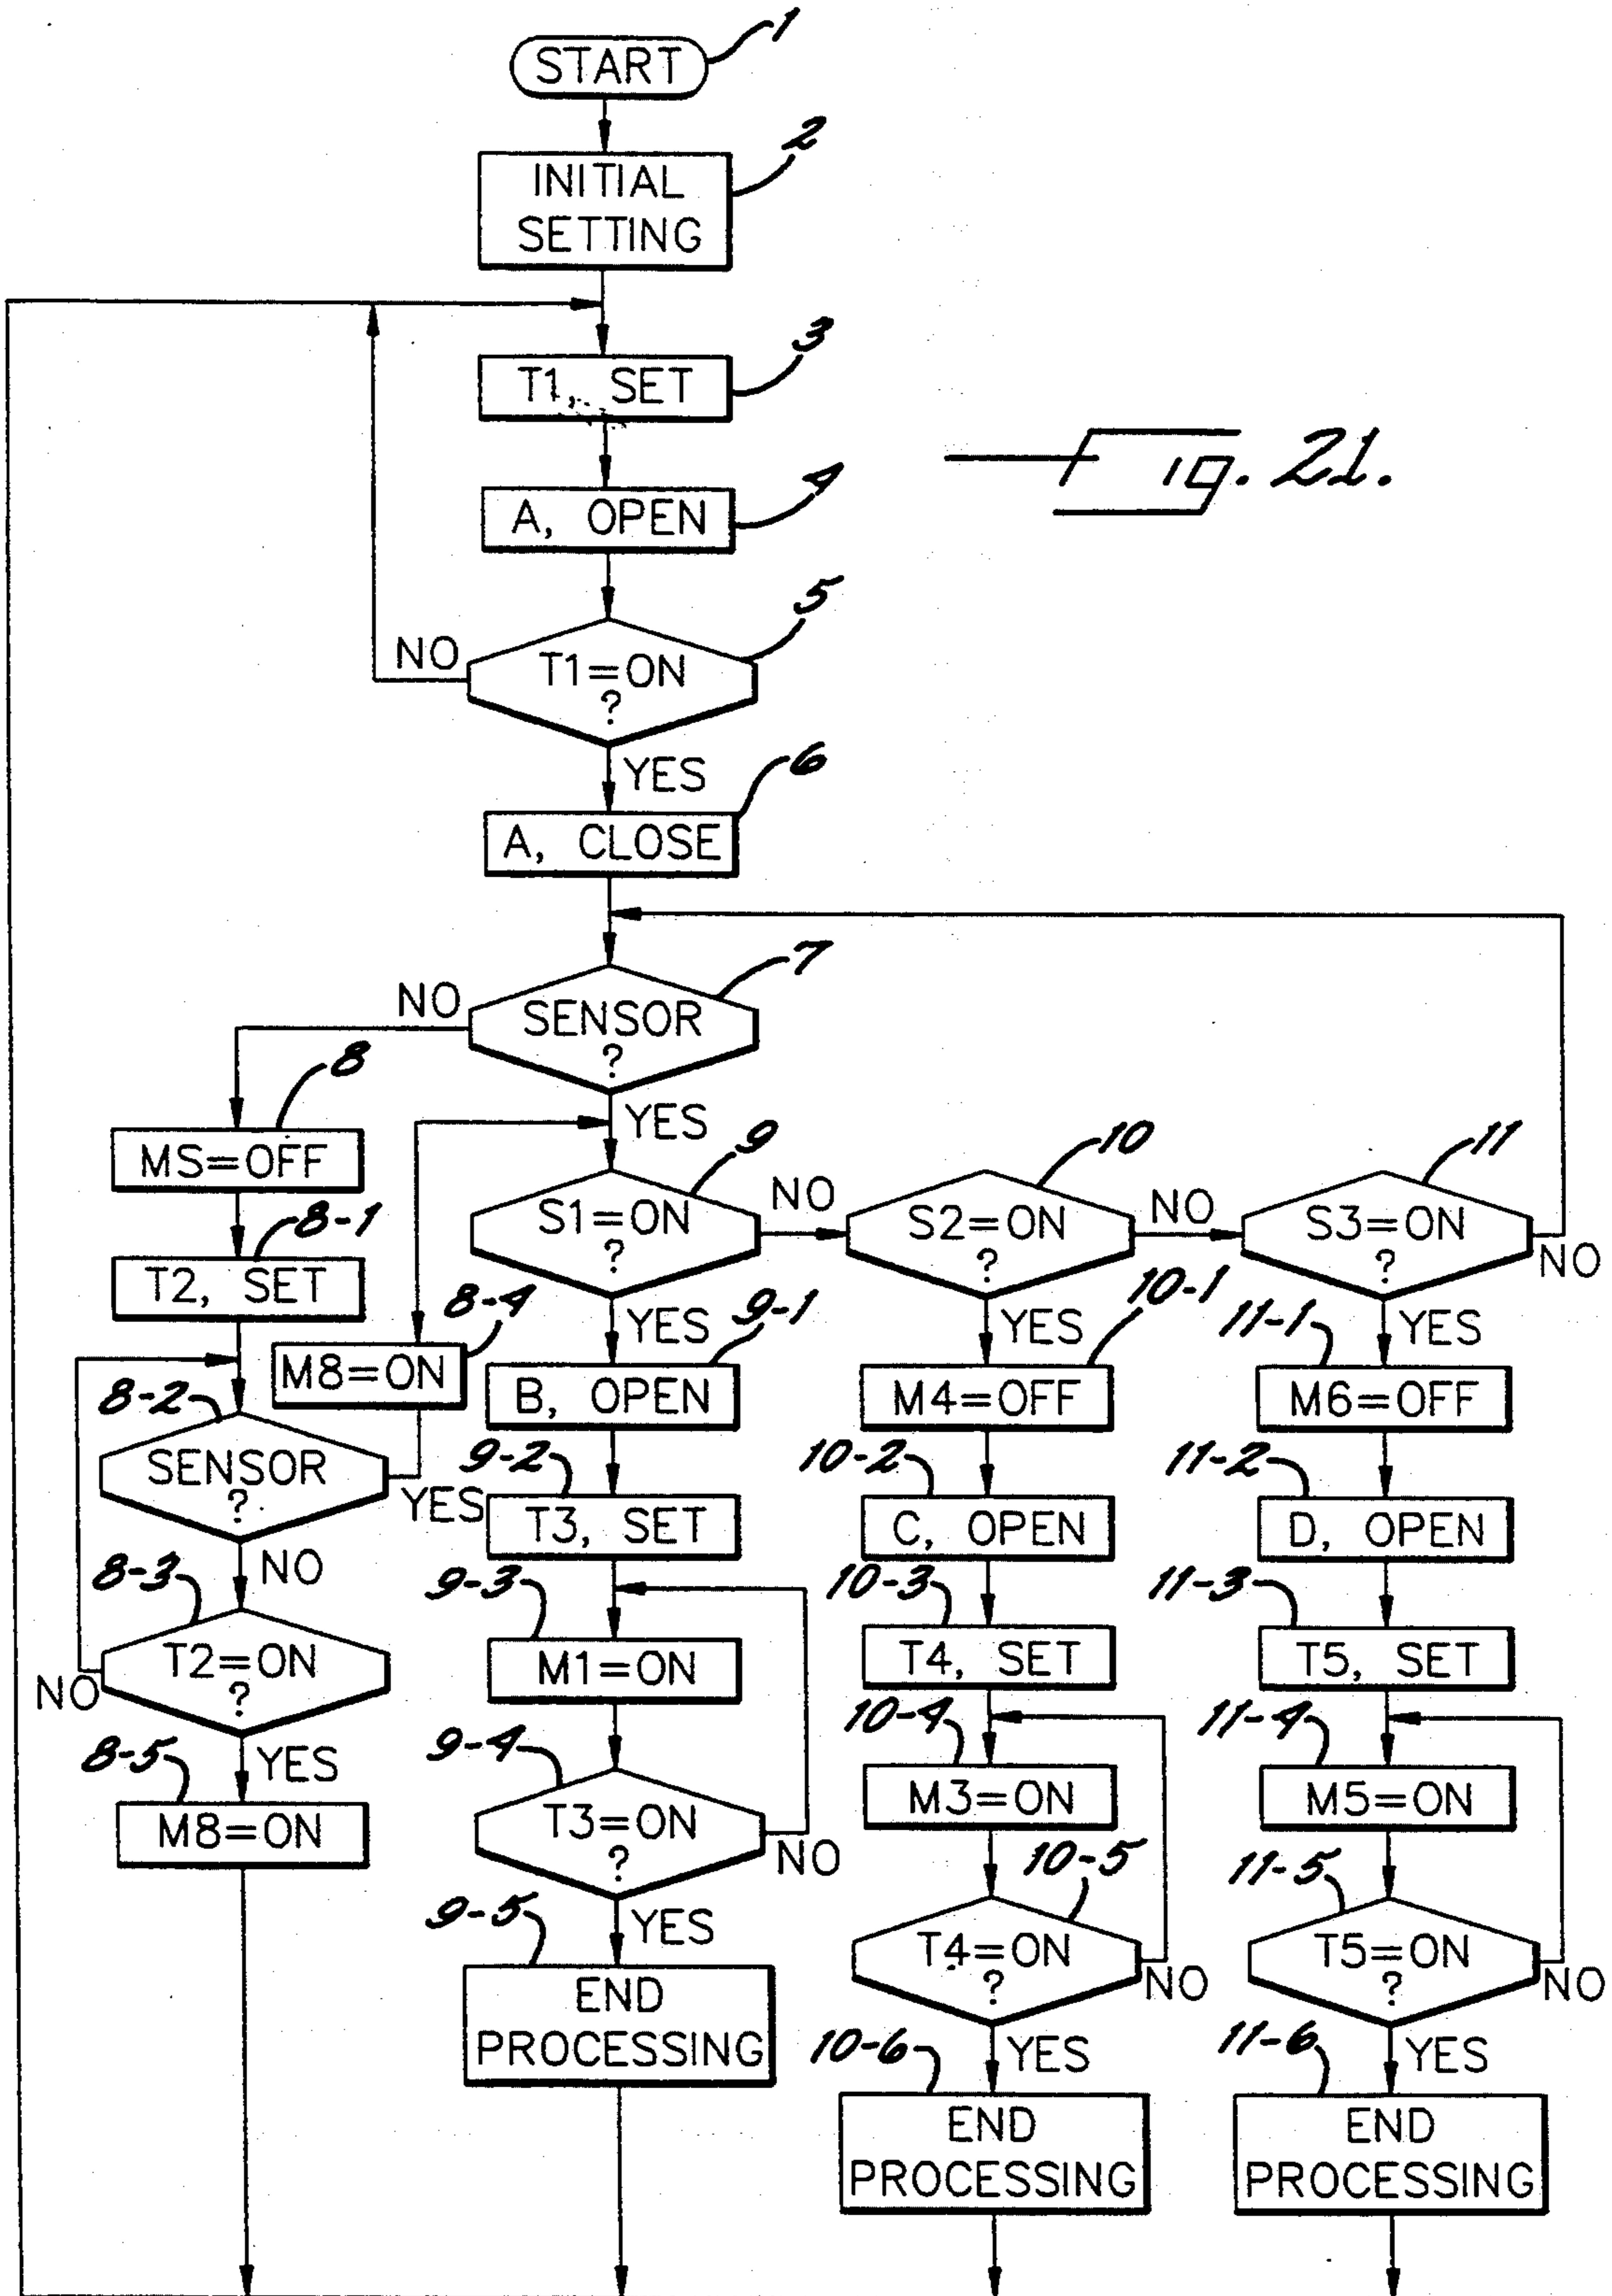 START
1
INITIAL
SETTING
2
T1, SET
3
Fig. 21.
A, OPEN
4
T1=ON
?
5
NO
YES
A, CLOSE
6
SENSOR
?
7
NO
YES
MS=OFF
8
S1=ON
?
9
NO
S2=ON
?
10
NO
S3=ON
?
11
NO
T2, SET
8-1
M8=ON
8-4
YES
B, OPEN
9-1
YES
M4=OFF
10-1
YES
M6=OFF
11-1
8-2
SENSOR
?
YES
NO
9-2
T3, SET
10-2
C, OPEN
11-2
D, OPEN
8-3
T2=ON
?
NO
YES
9-3
M1=ON
10-3
T4, SET
11-3
T5, SET
8-5
M8=ON
9-4
T3=ON
?
NO
YES
10-4
M3=ON
11-4
M5=ON
9-5
END
PROCESSING
10-5
T4=ON
?
NO
YES
11-5
T5=ON
?
NO
YES
10-6
END
PROCESSING
11-6
END
PROCESSING